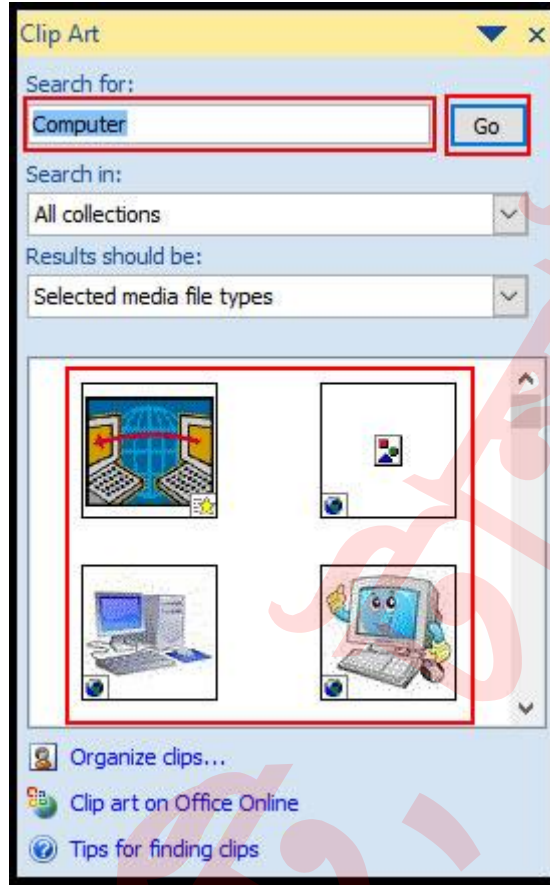 Clip Art
Search for:
Computer
Go
Search in:
All collections
Results should be:
Selected media file types
Organize clips...
Clip art on Office Online
Tips for finding clips